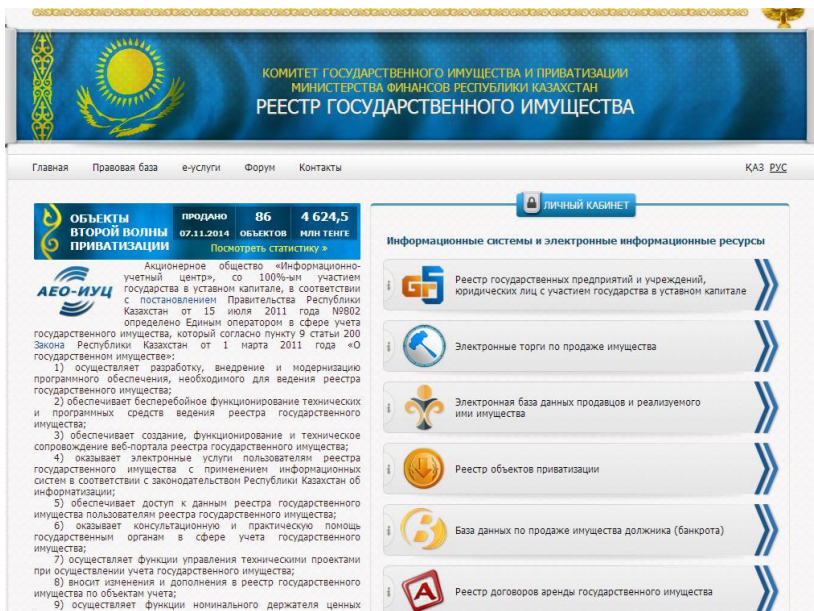 КОМИТЕТ ГОСУДАРСТВЕННОГО ИМУЩЕСТВА И ПРИВАТИЗАЦИИ
МИНИСТЕРСТВА ФИНАНСОВ РЕСПУБЛИКИ КАЗАХСТАН
РЕЕСТР ГОСУДАРСТВЕННОГО ИМУЩЕСТВА
Главная Правовая база е-услуги Форум Контакты ҚАЗ РУС
ОБЪЕКТЫ
ВТОРОЙ ВОЛНЫ
ПРИВАТИЗАЦИИ
ПРОДАНО 86 4 624,5
07.11.2014 ОБЪЕКТОВ МЛН ТЕНГЕ
Посмотреть статистику »
АЕО-ИУЦ
Акционерное общество «Информационно-
учетный центр», со 100%-ым участием
государства в уставном капитале, в соответствии
с постановлением Правительства Республики
Казахстан от 15 июля 2011 года №802
определено Единым оператором в сфере учета
государственного имущества, который согласно пункту 9 статьи 200
Закона Республики Казахстан от 1 марта 2011 года «О
государственном имуществе»:
1) осуществляет разработку, внедрение и модернизацию
программного обеспечения, необходимого для ведения реестра
государственного имущества;
2) обеспечивает бесперебойное функционирование технических
и программных средств ведения реестра государственного
имущества;
3) обеспечивает создание, функционирование и техническое
сопровождение веб-портала реестра государственного имущества;
4) оказывает электронные услуги пользователям реестра
государственного имущества с применением информационных
систем в соответствии с законодательством Республики Казахстан об
информатизации;
5) обеспечивает доступ к данным реестра государственного
имущества пользователям реестра государственного имущества;
6) оказывает консультационную и практическую помощь
государственным органам в сфере учета государственного
имущества;
7) осуществляет функции управления техническими проектами
при осуществлении учета государственного имущества;
8) вносит изменения и дополнения в реестр государственного
имущества по объектам учета;
9) осуществляет функции номинального держателя ценных
ЛИЧНЫЙ КАБИНЕТ
Информационные системы и электронные информационные ресурсы
i Реестр государственных предприятий и учреждений,
юридических лиц с участием государства в уставном капитале
i Электронные торги по продаже имущества
i Электронная база данных продавцов и реализуемого
ими имущества
i Реестр объектов приватизации
i База данных по продаже имущества должника (банкрота)
i А Реестр договоров аренды государственного имущества